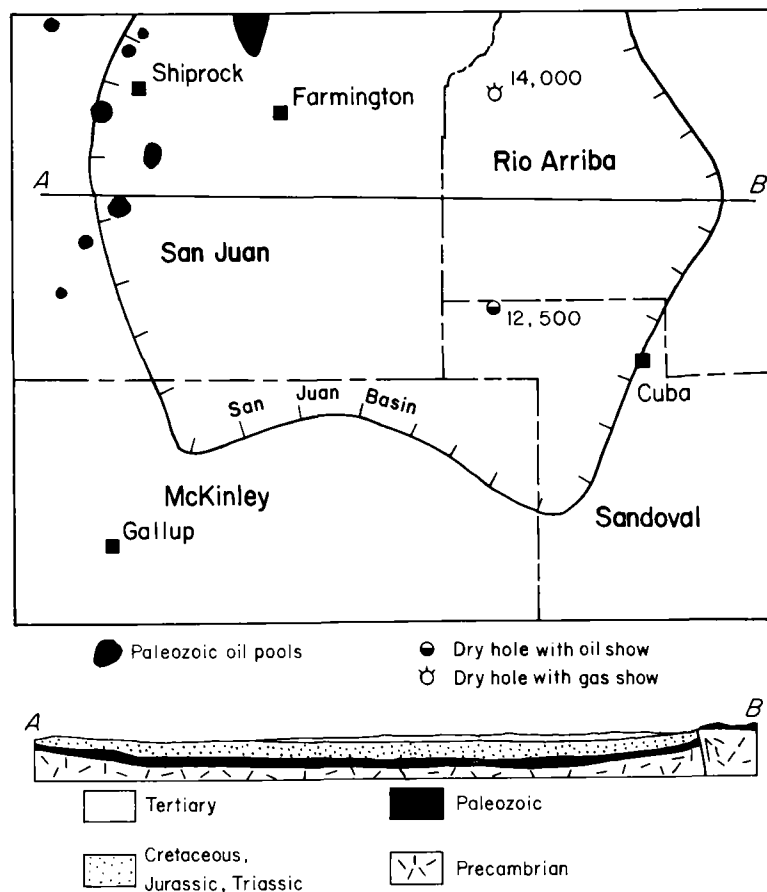 Shiprock
Farmington
14,000
Rio Arriba
A
B
San Juan
12,500
Cuba
San Juan Basin
McKinley
Gallup
Sandoval
Paleozoic oil pools
Dry hole with oil show
Dry hole with gas show
A
B
Tertiary
Paleozoic
Cretaceous,
Jurassic, Triassic
Precambrian